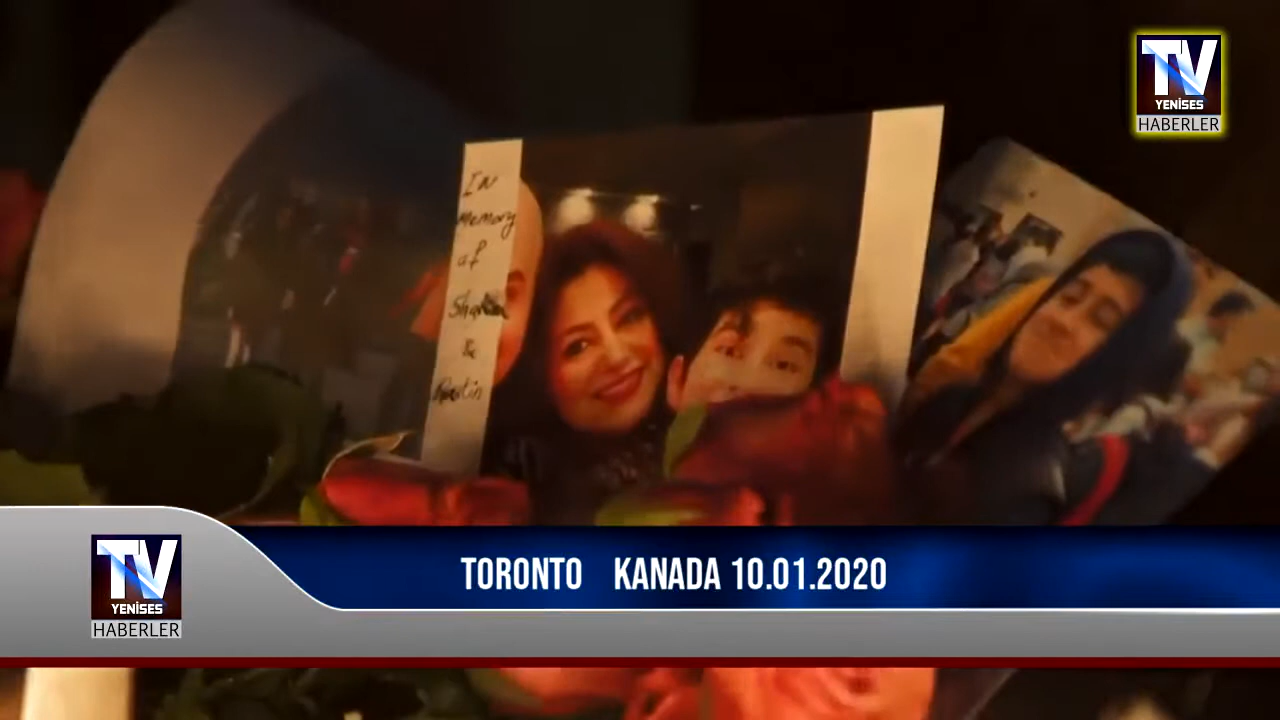 TV
YENİSES
HABERLER
In
Memory
of
&
TORONTO KANADA 10.01.2020
TV
YENİSES
HABERLER